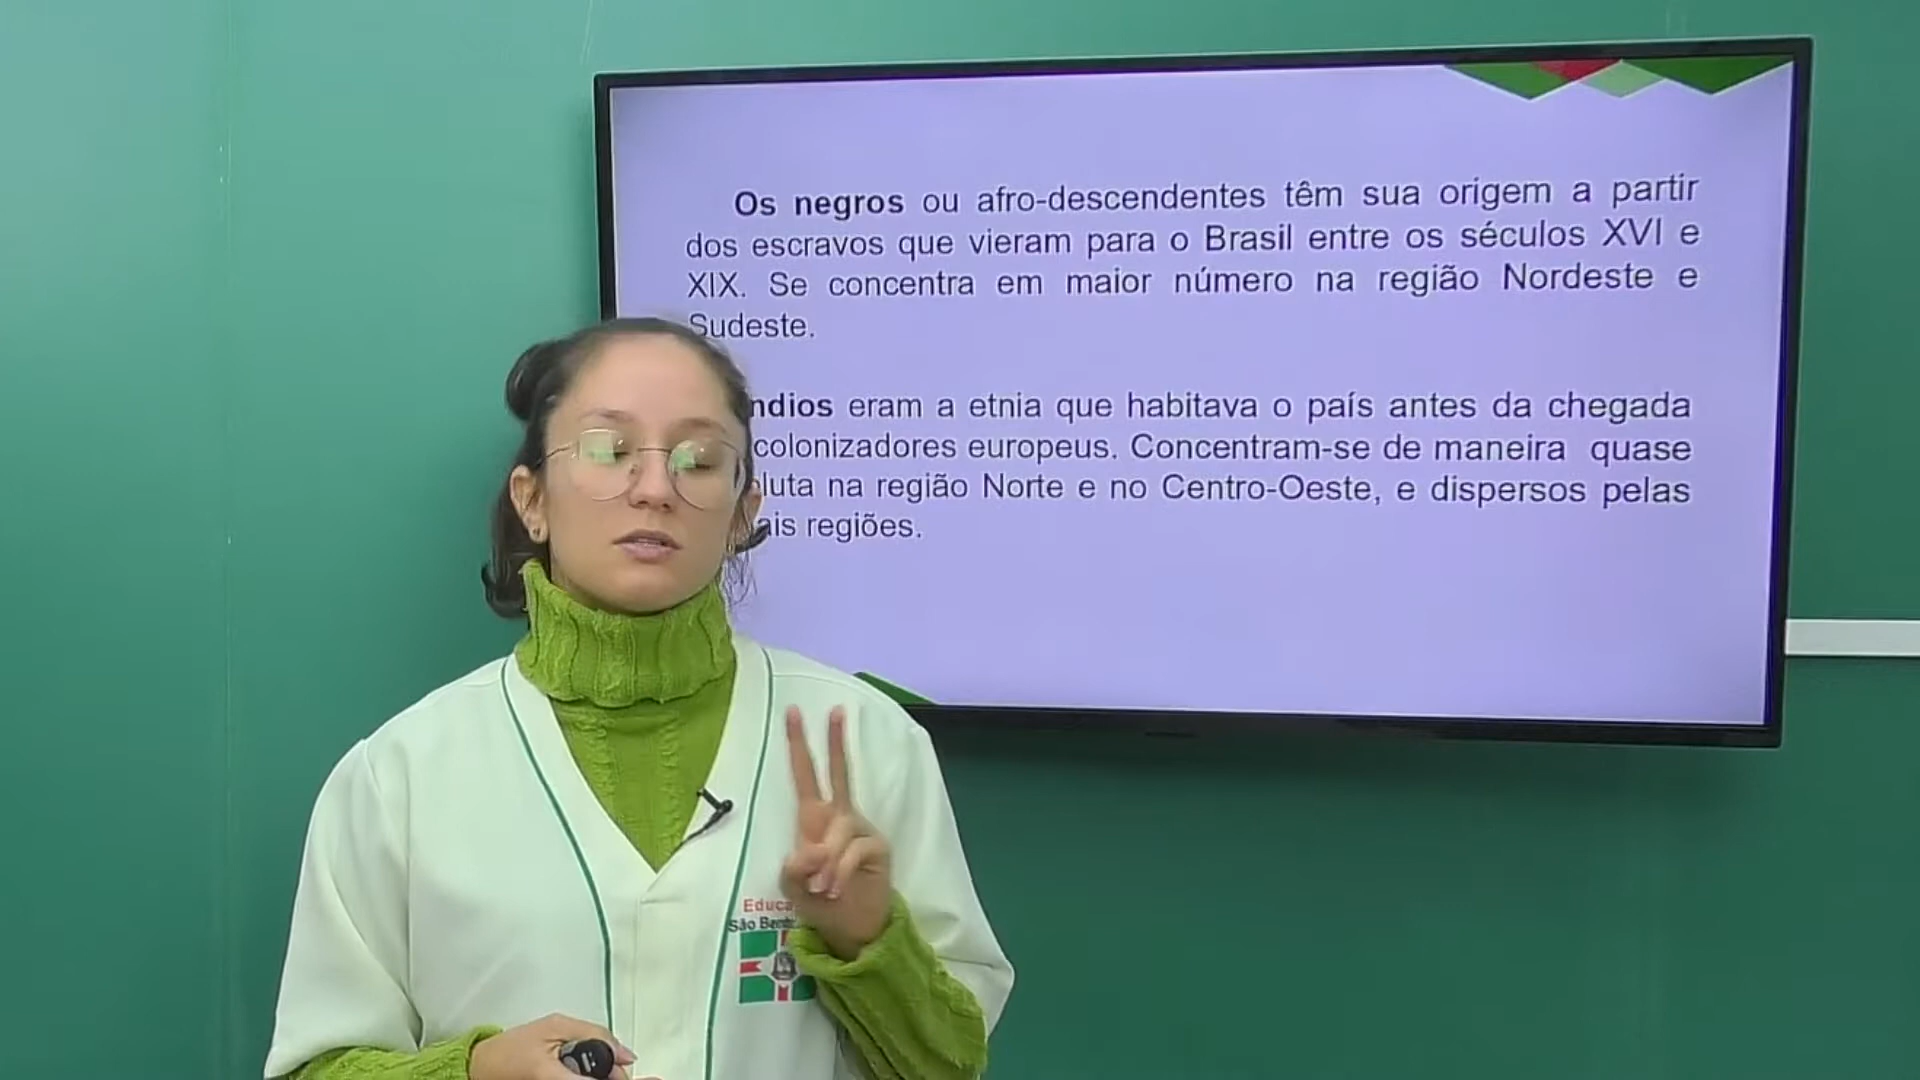 Os negros ou afro-descendentes têm sua origem a partir
dos escravos que vieram para o Brasil entre os séculos XVI e
XIX. Se concentra em maior número na região Nordeste e
Sudeste.
ndios eram a etnia que habitava o país antes da chegada
colonizadores europeus. Concentram-se de maneira quase
luta na região Norte e no Centro-Oeste, e dispersos pelas
ais regiões.
Educa
São Bent